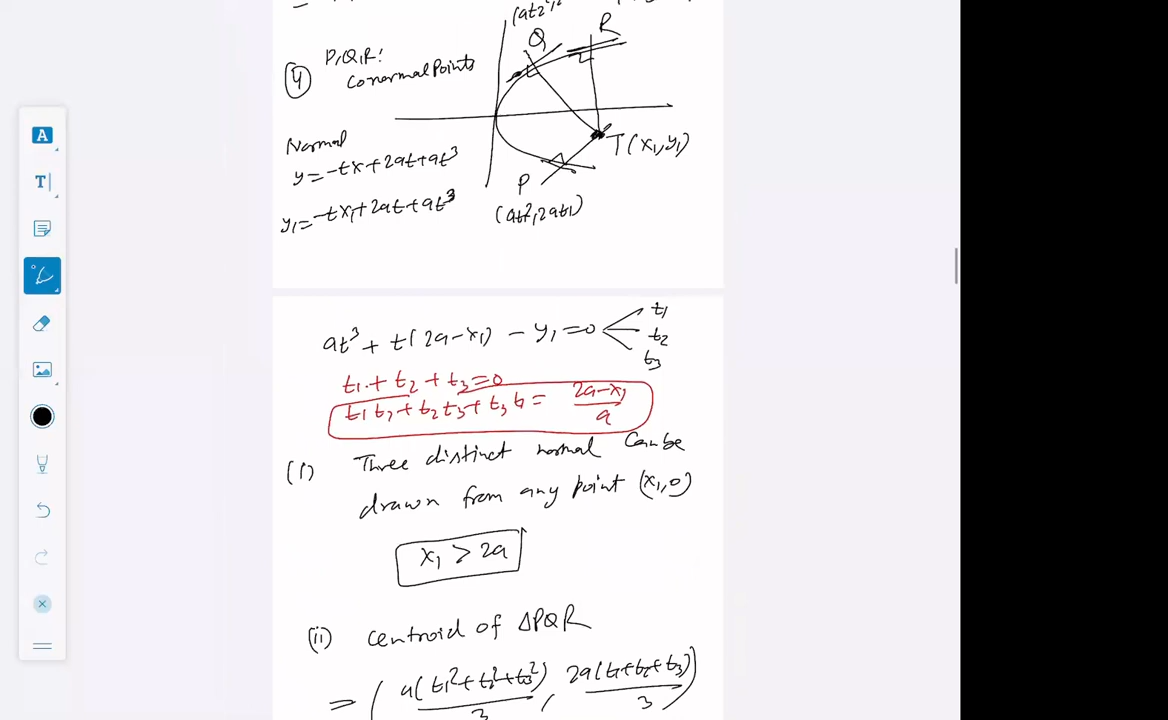 (at2²,
Q
R
④ P,Q,R:
Conormal Points
Normal
y=-tx+2at+at³
y1=-tx1+2at+at³
T(x1,y1)
P
(at²,2at1)
at³+t(2a-x1)-y1=0
t1
t2
t3
t1+t2+t3=0
t1t2+t2t3+t3t1= (2a-x1)/a
(i) Three distinct normal can be
drawn from any point (x1,0)
x1 > 2a
(ii) Centroid of ΔPQR
= (a(t1²+t2²+t3²)/3, 2a(t1+t2+t3)/3)
A
T